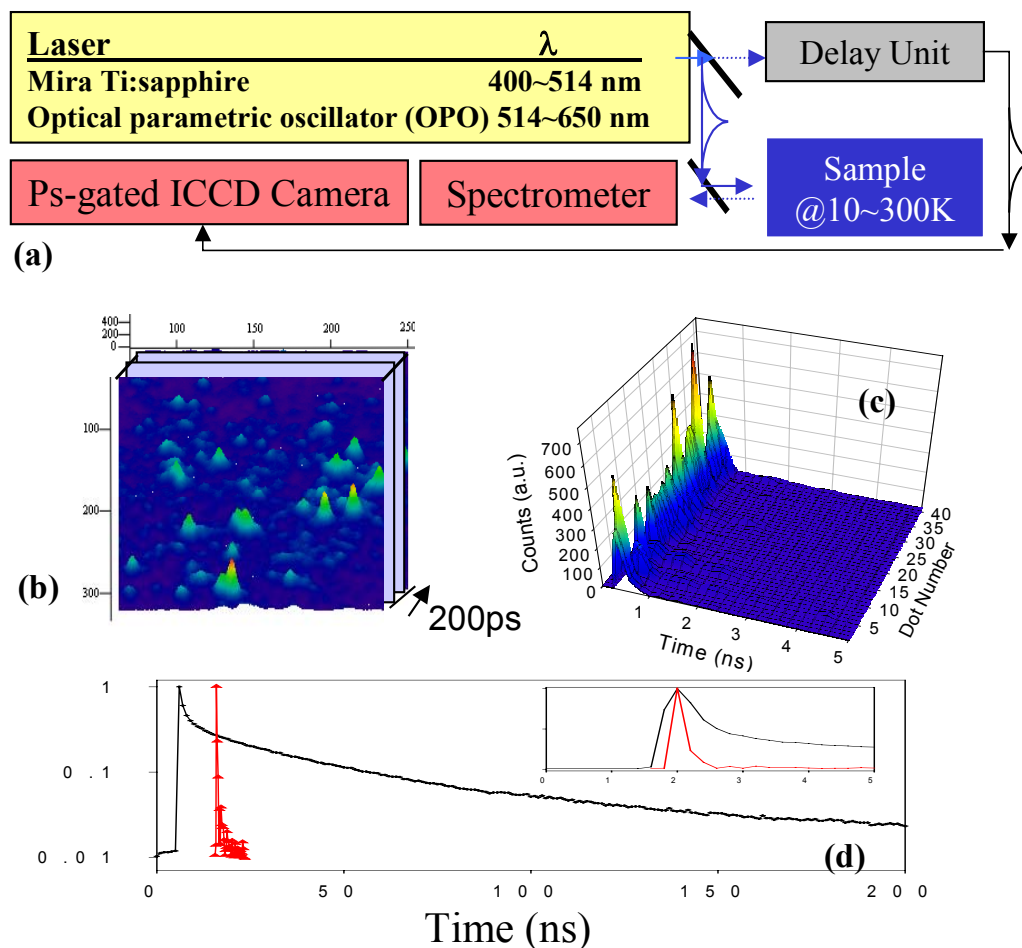 Laser λ
Mira Ti:sapphire 400~514 nm
Optical parametric oscillator (OPO) 514~650 nm
Delay Unit
Ps-gated ICCD Camera
Spectrometer
Sample
@10~300K
(a)
400
200
0
100 150 200 250
100
200
300
(b)
200ps
(c)
Counts (a.u.)
700
600
500
400
300
200
100
0
0 1 2 3 4 5
Time (ns)
40
35
30
25
20
15
10
5
Dot Number
1
0.1
0.01
0 1 2 3 4 5
(d)
0 50 100 150 200
Time (ns)